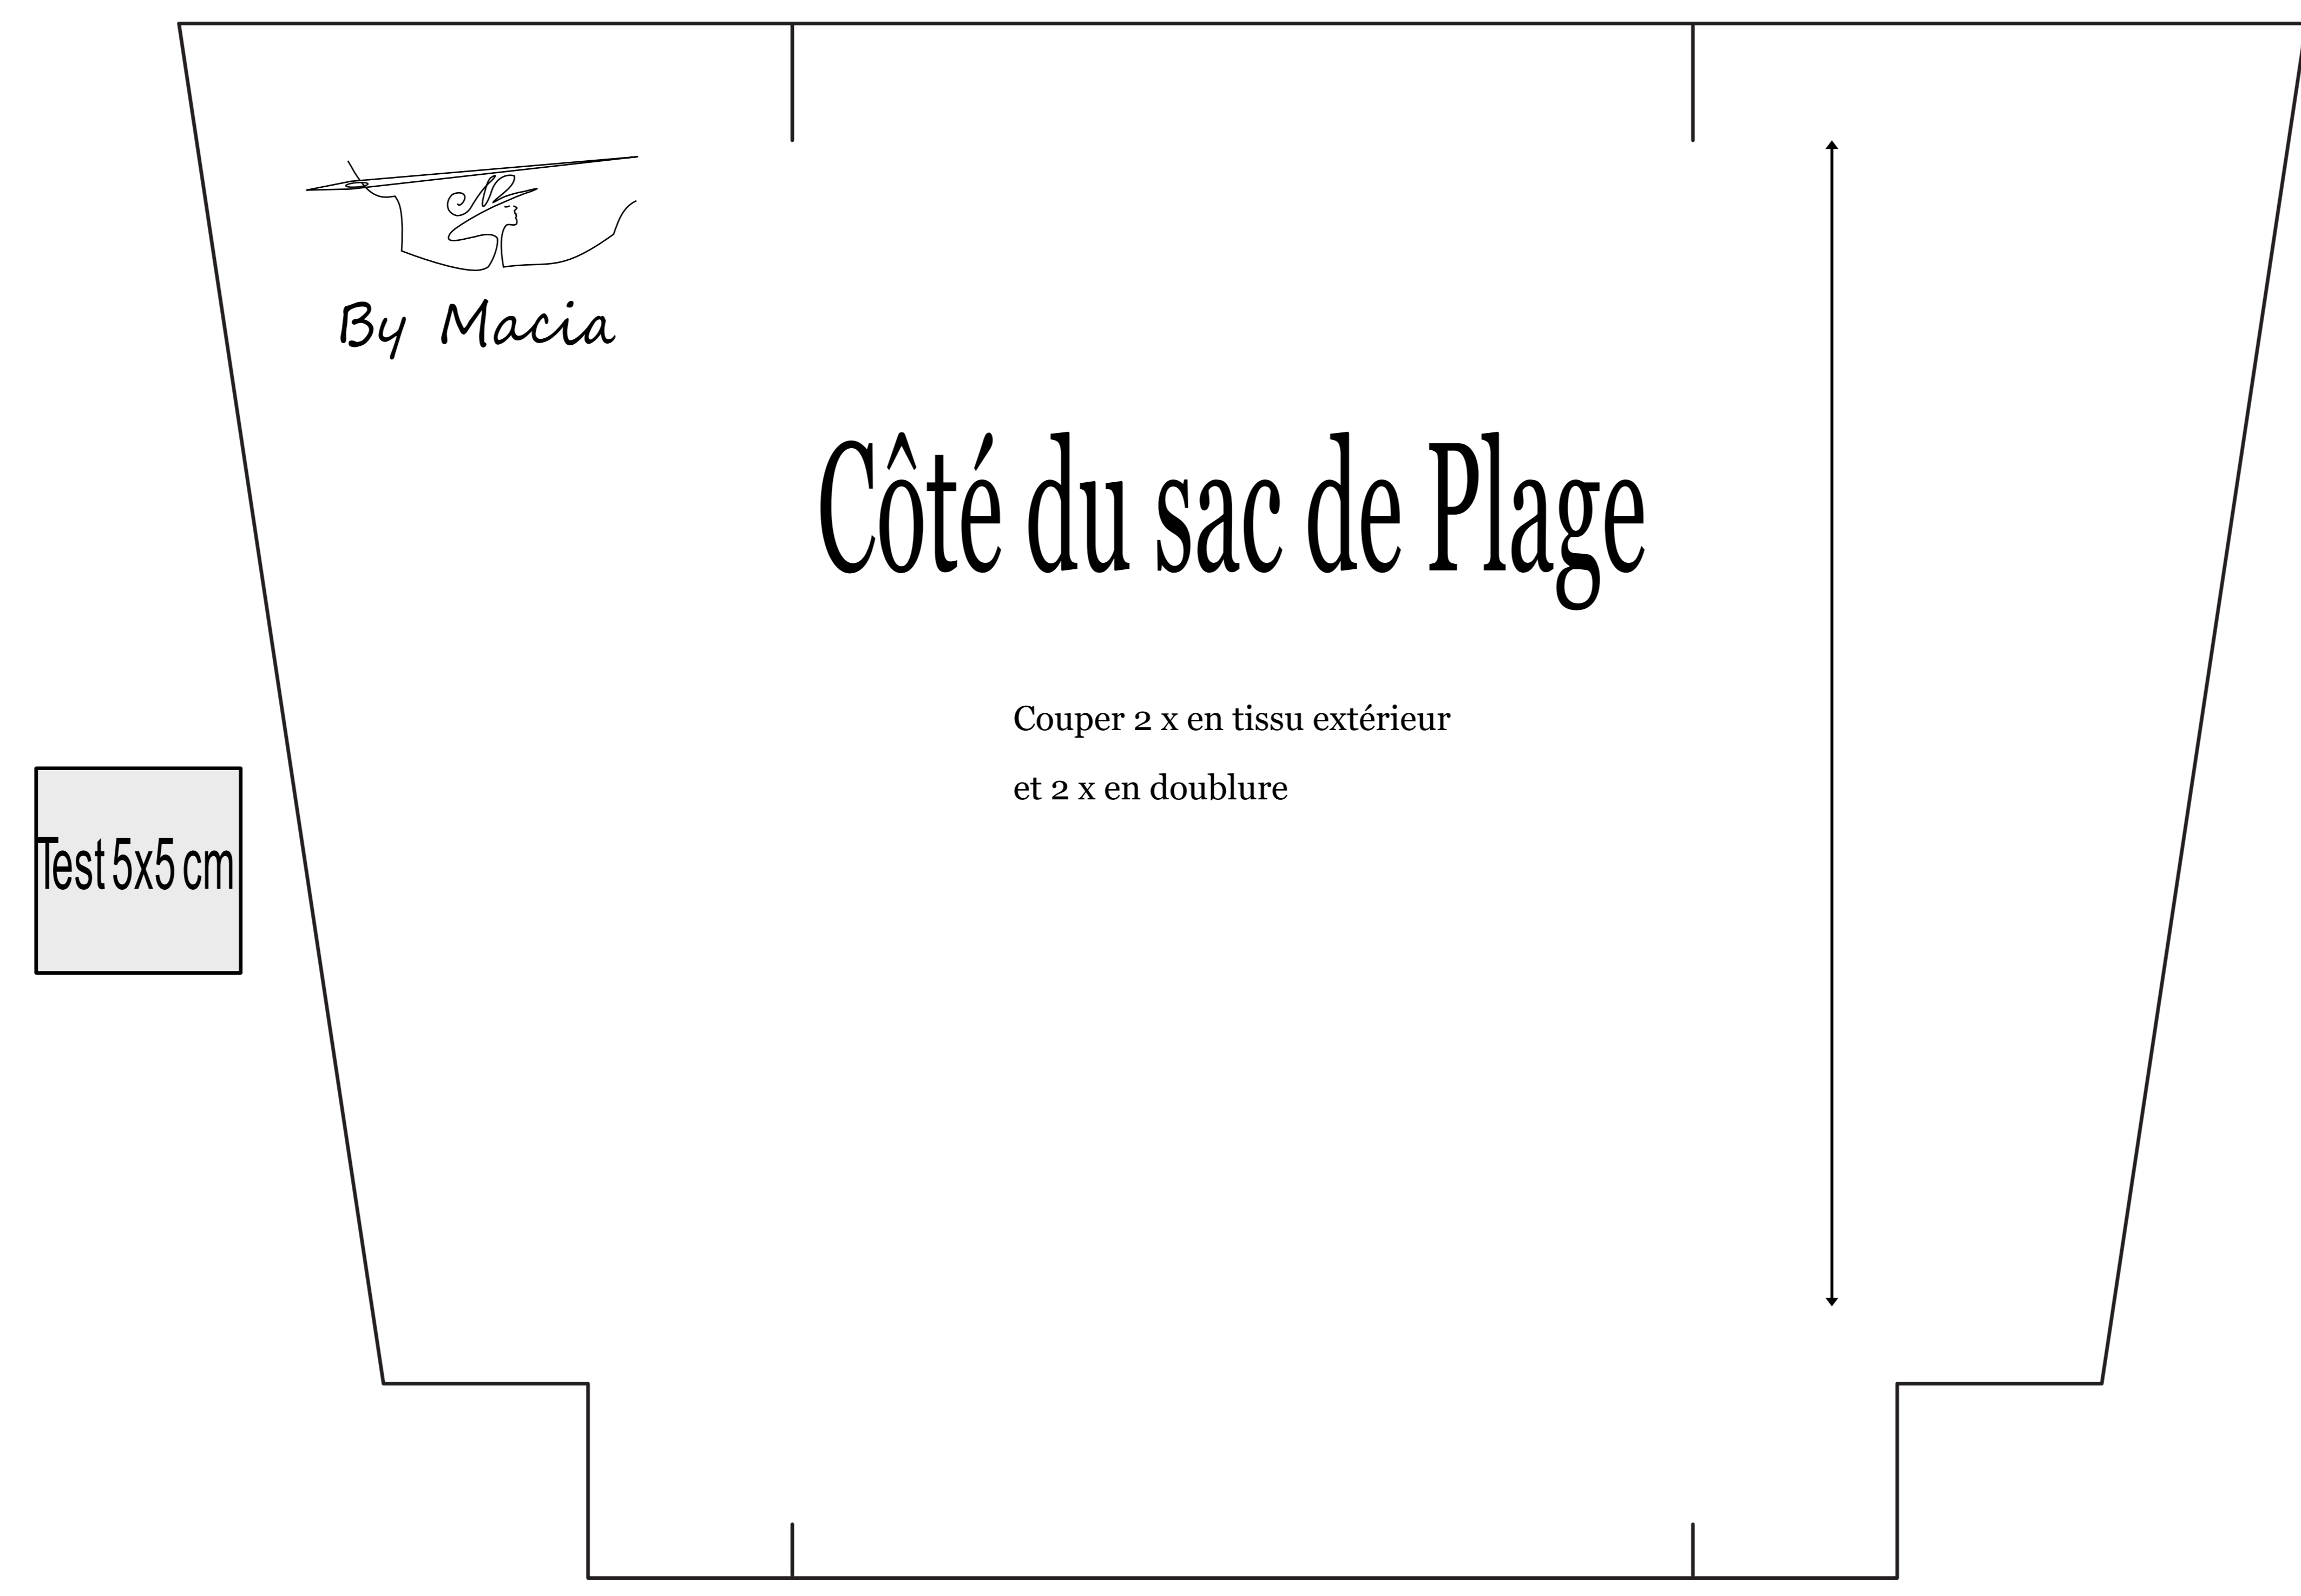 By Macia
Côté du sac de Plage
Couper 2 x en tissu extérieur
et 2 x en doublure
Test 5x5 cm